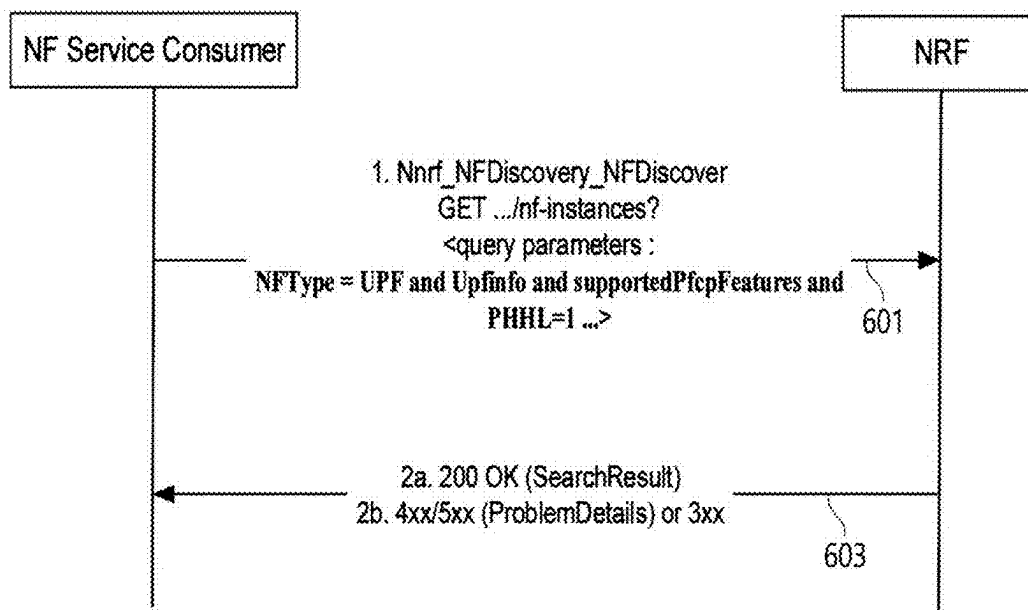 NF Service Consumer
NRF
1. Nnrf_NFDiscovery_NFDiscover
GET .../nf-instances?
<query parameters :
NFType = UPF and Upfinfo and supportedPfcpFeatures and
PHHL=1 ...>
601
2a. 200 OK (SearchResult)
2b. 4xx/5xx (ProblemDetails) or 3xx
603